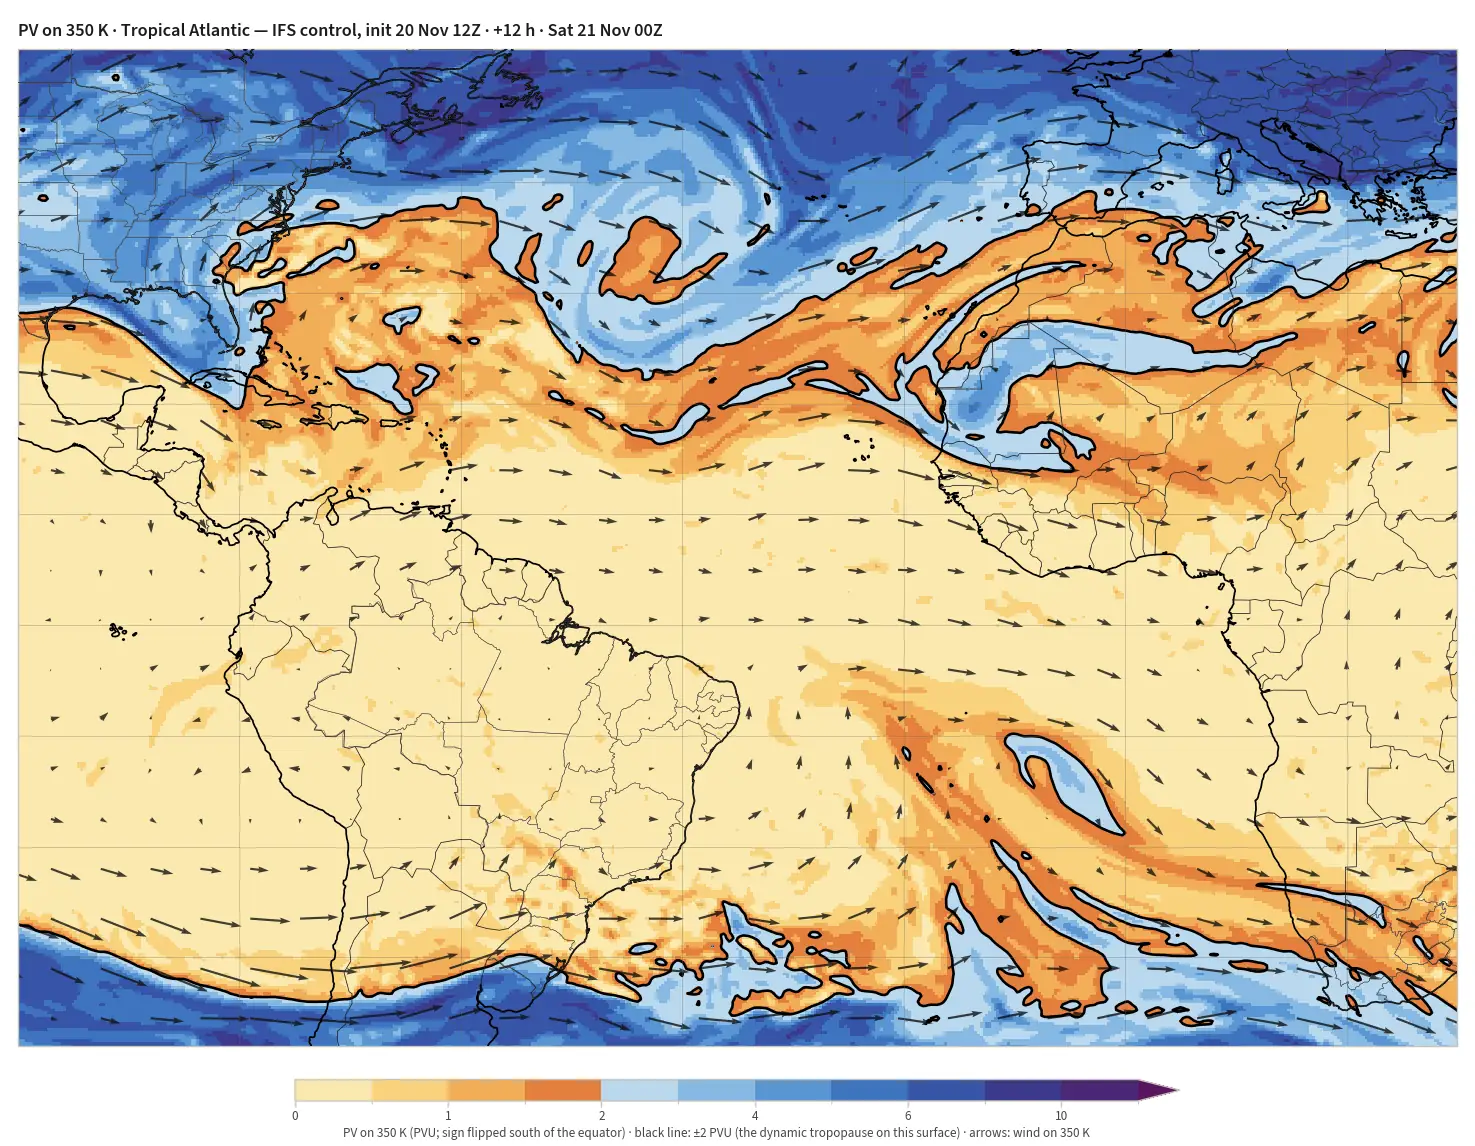 PV on 350 K · Tropical Atlantic — IFS control, init 20 Nov 12Z · +12 h · Sat 21 Nov 00Z
0 1 2 4 6 10
PV on 350 K (PVU; sign flipped south of the equator) · black line: ±2 PVU (the dynamic tropopause on this surface) · arrows: wind on 350 K